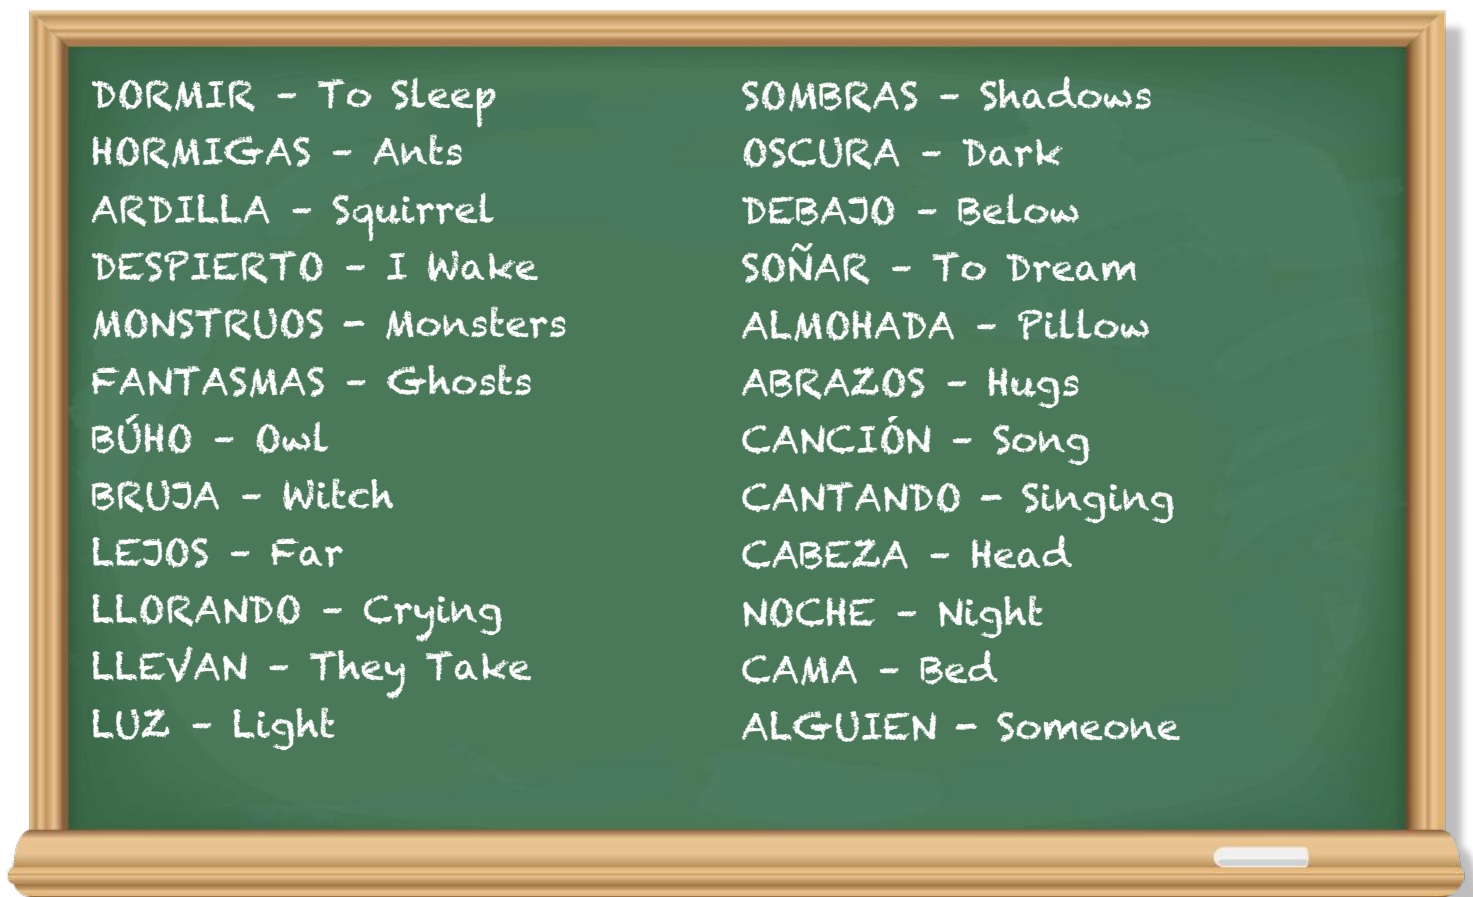 DORMIR - To Sleep
HORMIGAS - Ants
ARDILLA - Squirrel
DESPIERTO - I Wake
MONSTRUOS - Monsters
FANTASMAS - Ghosts
BÚHO - Owl
BRUJA - Witch
LEJOS - Far
LLORANDO - Crying
LLEVAN - They Take
LUZ - Light
SOMBRAS - Shadows
OSCURA - Dark
DEBAJO - Below
SOÑAR - To Dream
ALMOHADA - Pillow
ABRAZOS - Hugs
CANCIÓN - Song
CANTANDO - Singing
CABEZA - Head
NOCHE - Night
CAMA - Bed
ALGUIEN - Someone